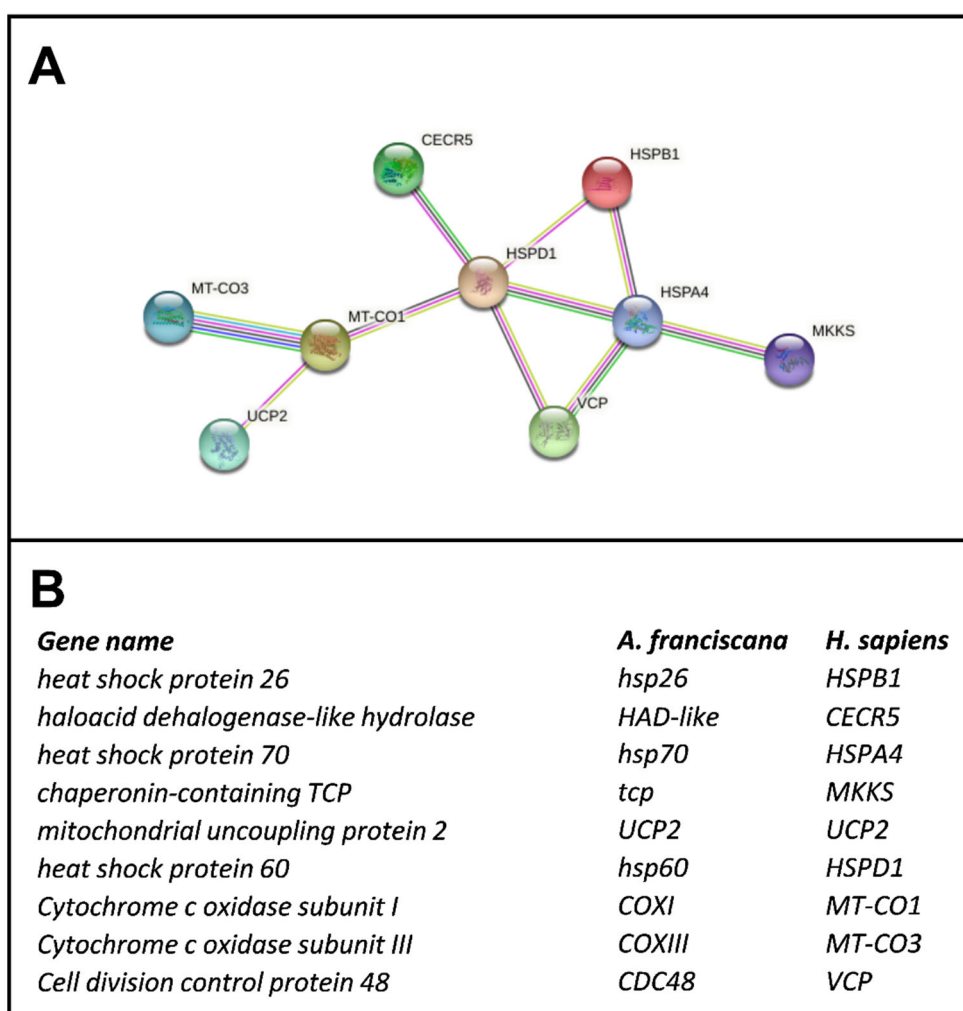 A
CECR5
HSPB1
HSPD1
HSPA4
MT-CO3
MT-CO1
MKKS
UCP2
VCP
B
Gene name A. franciscana H. sapiens
heat shock protein 26 hsp26 HSPB1
haloacid dehalogenase-like hydrolase HAD-like CECR5
heat shock protein 70 hsp70 HSPA4
chaperonin-containing TCP tcp MKKS
mitochondrial uncoupling protein 2 UCP2 UCP2
heat shock protein 60 hsp60 HSPD1
Cytochrome c oxidase subunit I COXI MT-CO1
Cytochrome c oxidase subunit III COXIII MT-CO3
Cell division control protein 48 CDC48 VCP